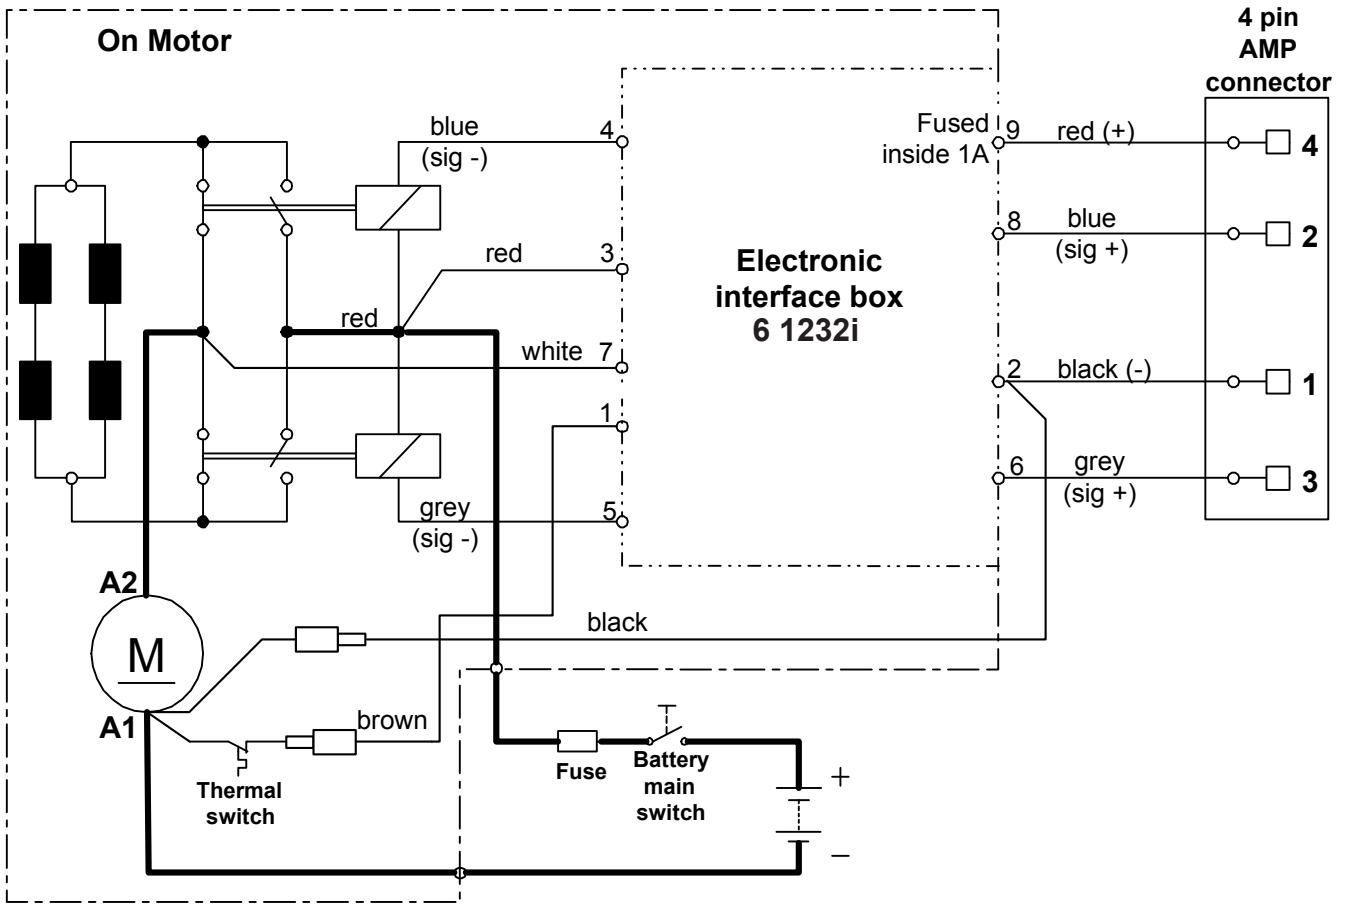 On Motor
4 pin
AMP
connector
blue
(sig -)
4
Fused
inside 1A
9
red (+)
4
8
blue
(sig +)
2
red
3
Electronic
interface box
6 1232i
red
white
7
1
2
black (-)
1
6
grey
(sig +)
3
grey
(sig -)
5
A2
M
A1
black
brown
Thermal
switch
Fuse
Battery
main
switch
+
−